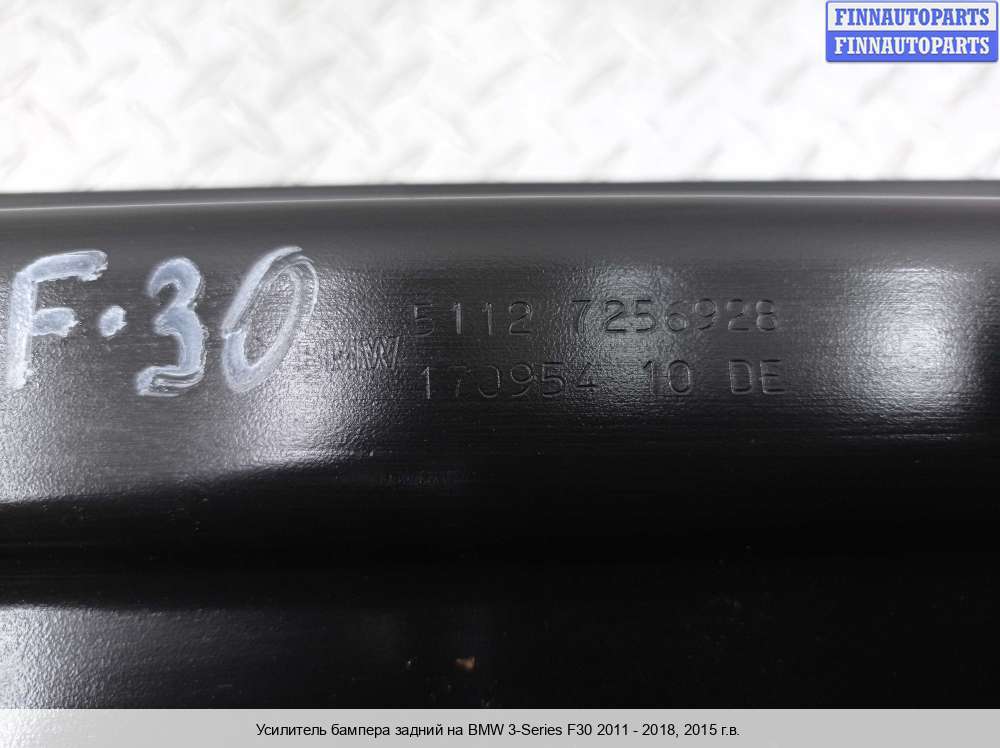 FINNAUTOPARTS
FINNAUTOPARTS
F.30
5112 7256928
BMW
170954 10 DE
Усилитель бампера задний на BMW 3-Series F30 2011 - 2018, 2015 г.в.